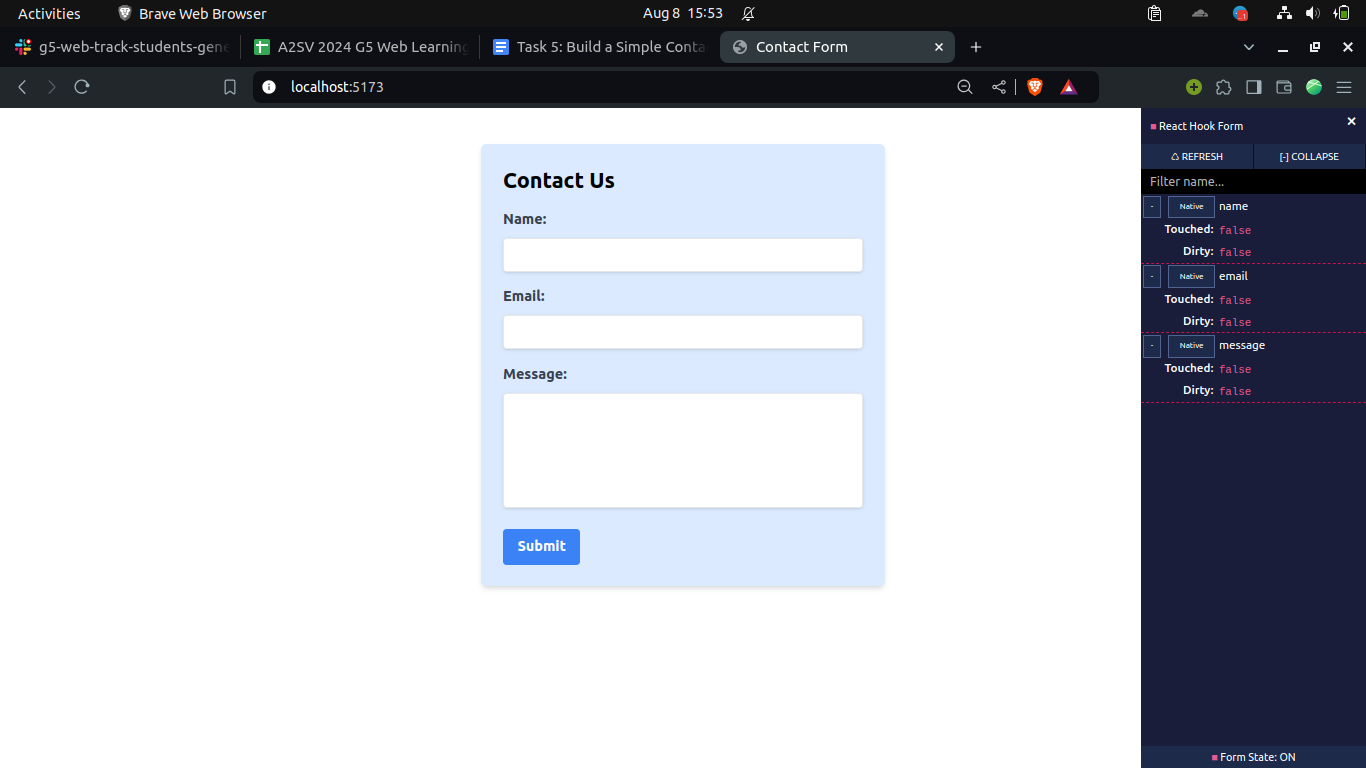 Activities Brave Web Browser Aug 8 15:53
g5-web-track-students-gene A2SV 2024 G5 Web Learning Task 5: Build a Simple Conta Contact Form
localhost:5173
Contact Us
Name:
Email:
Message:
Submit
React Hook Form
REFRESH [-] COLLAPSE
Filter name...
- Native name
Touched: false
Dirty: false
- Native email
Touched: false
Dirty: false
- Native message
Touched: false
Dirty: false
Form State: ON